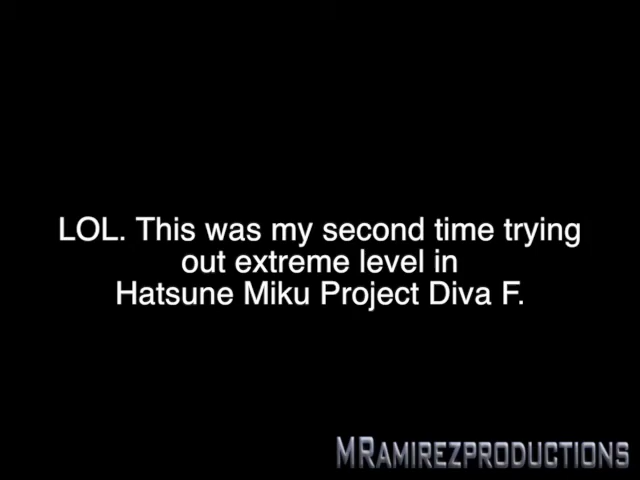 LOL. This was my second time trying
out extreme level in
Hatsune Miku Project Diva F.
MRAMIREZPRODUCTIONS